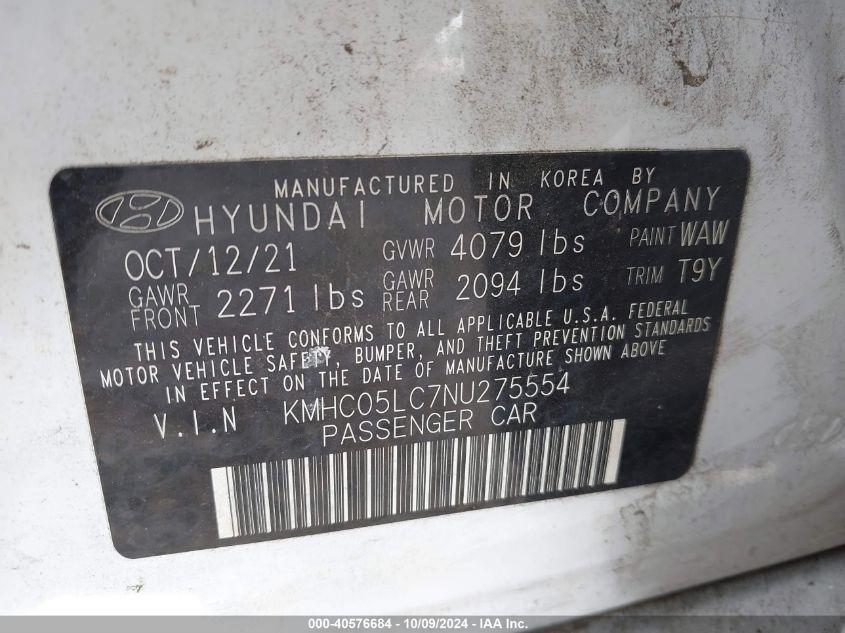 MANUFACTURED IN KOREA BY
HYUNDAI MOTOR COMPANY
OCT/12/21 GVWR 4079 lbs PAINT WAW
GAWR FRONT 2271 lbs GAWR REAR 2094 lbs TRIM T9Y
THIS VEHICLE CONFORMS TO ALL APPLICABLE U.S.A. FEDERAL
MOTOR VEHICLE SAFETY, BUMPER, AND THEFT PREVENTION STANDARDS
IN EFFECT ON THE DATE OF MANUFACTURE SHOWN ABOVE
V.I.N KMHC05LC7NU275554
PASSENGER CAR
000-40576684 - 10/09/2024 - IAA Inc.